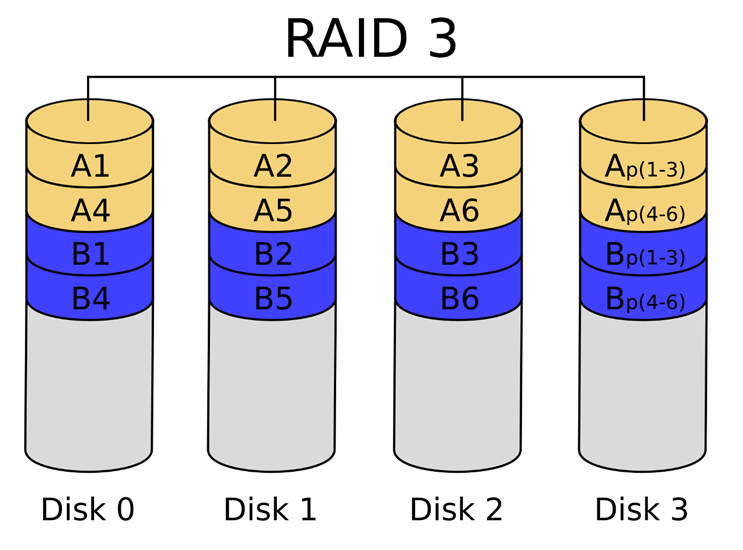 RAID 3
A1 A2 A3 Ap(1-3)
A4 A5 A6 Ap(4-6)
B1 B2 B3 Bp(1-3)
B4 B5 B6 Bp(4-6)
Disk 0 Disk 1 Disk 2 Disk 3